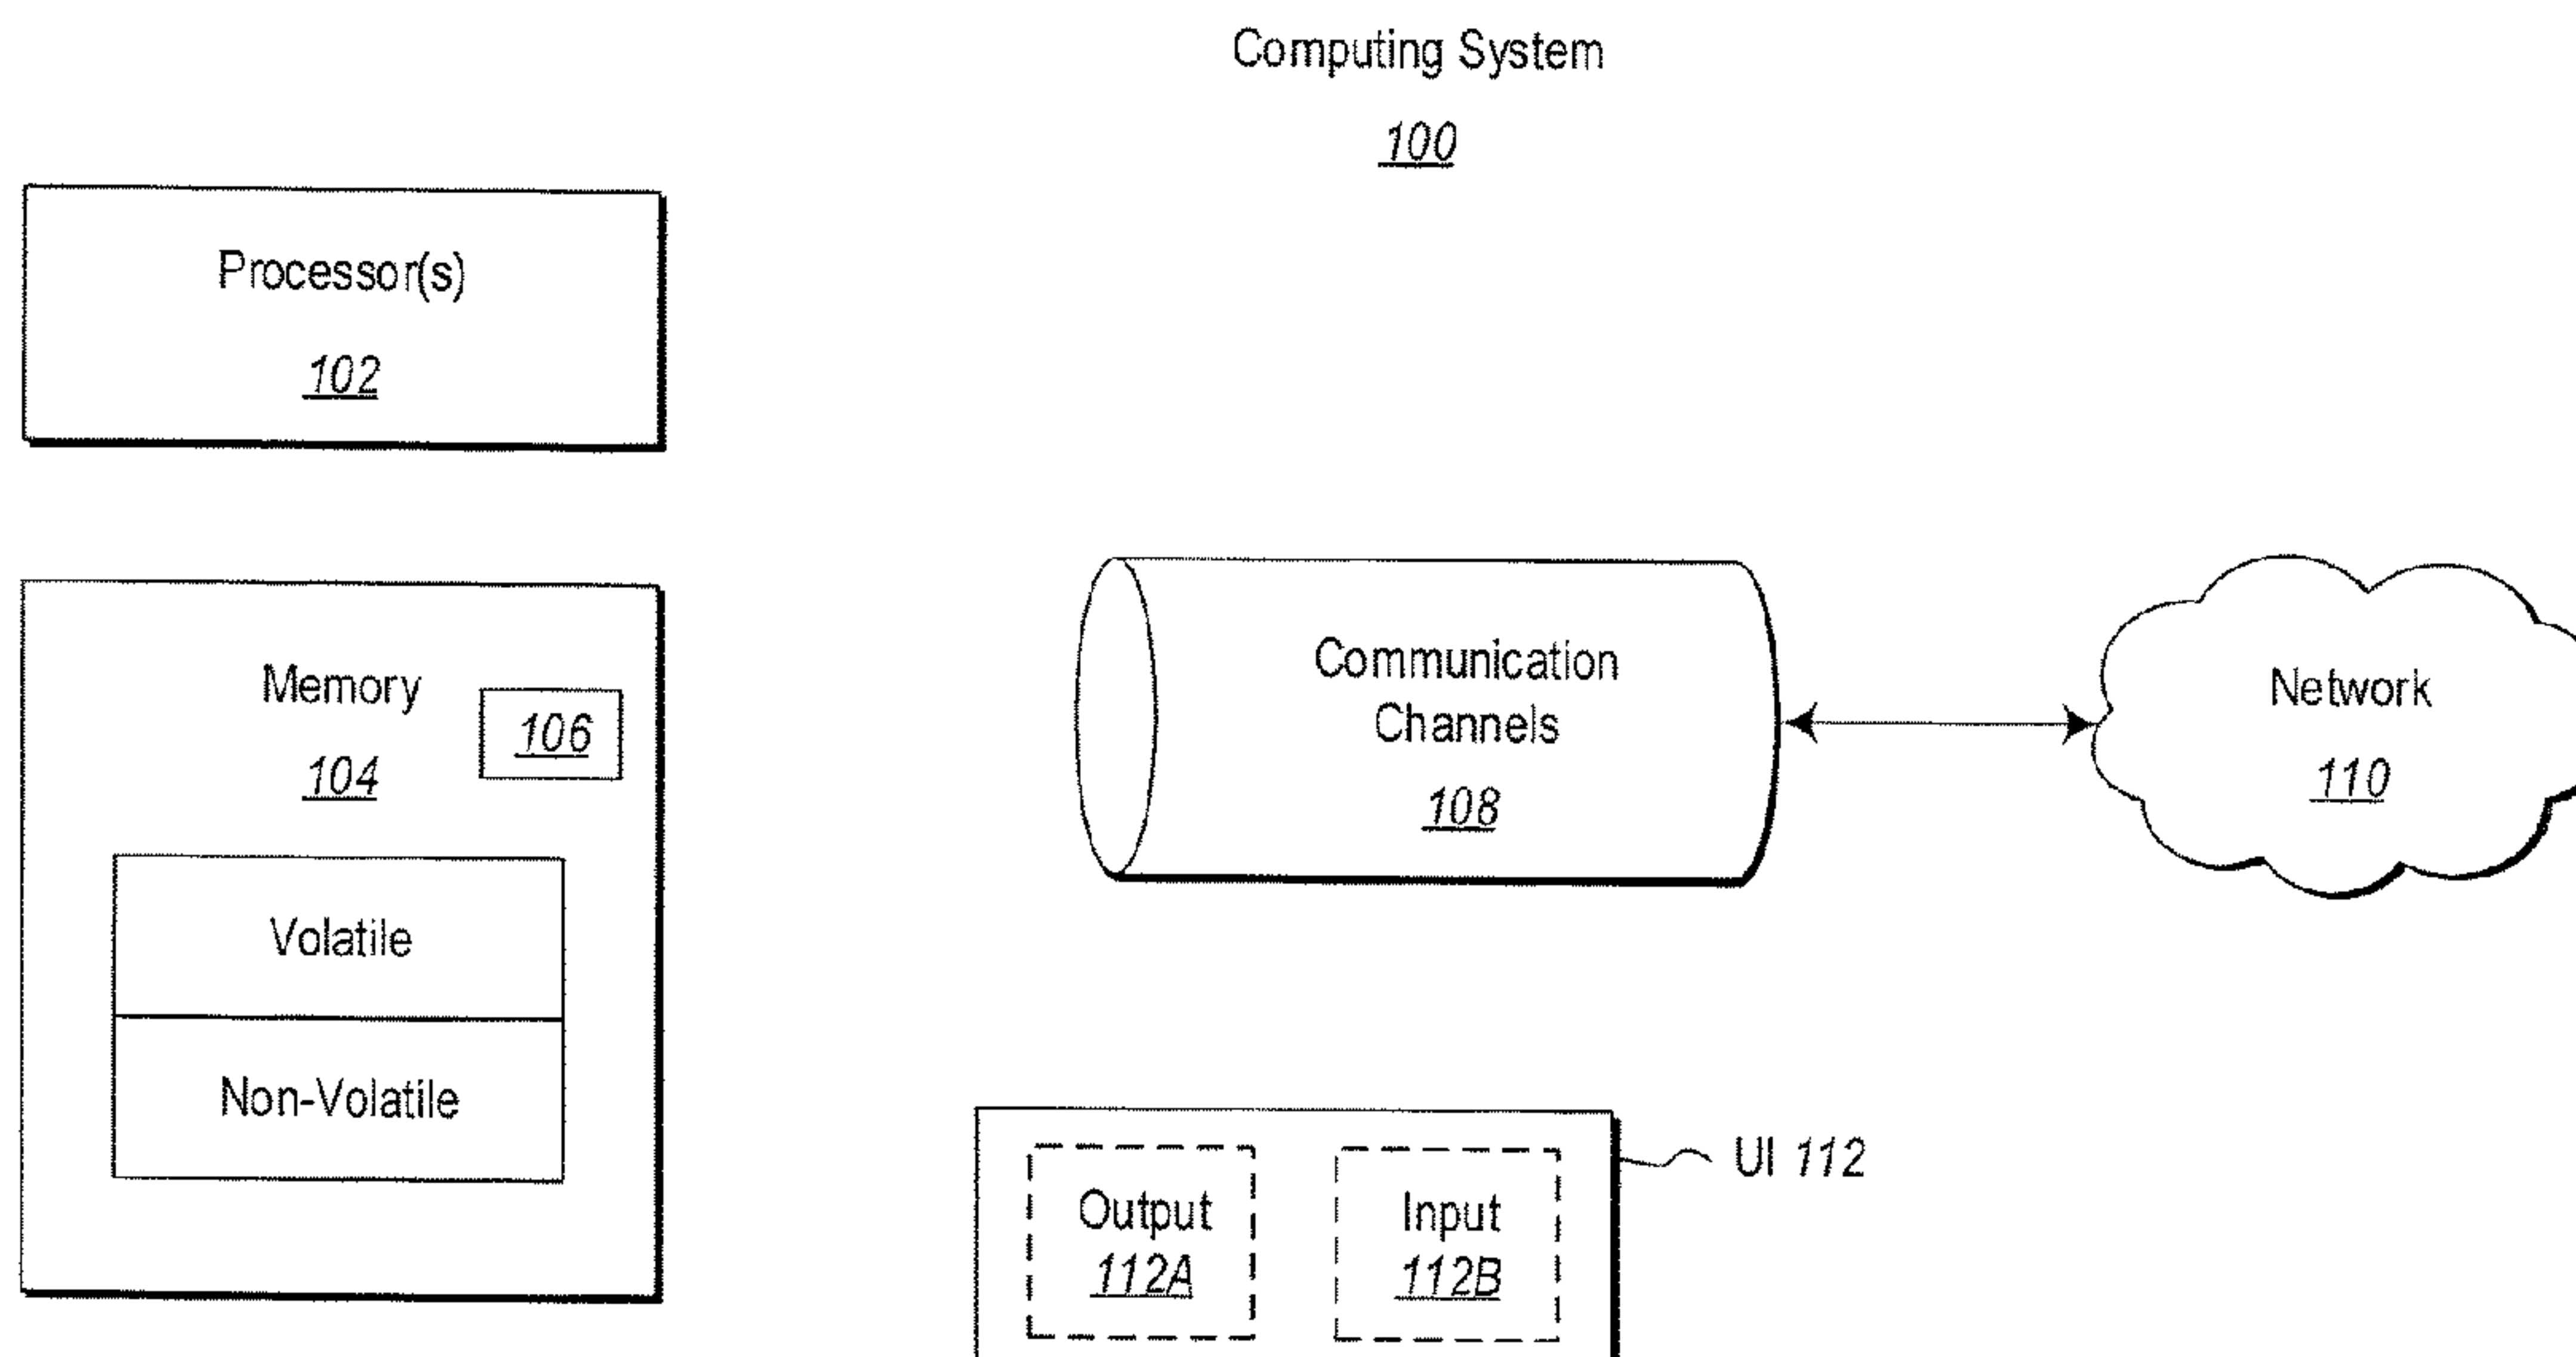 Computing System
100
Processor(s)
102
Memory
104
106
Volatile
Non-Volatile
Communication
Channels
108
Network
110
UI 112
Output
112A
Input
112B